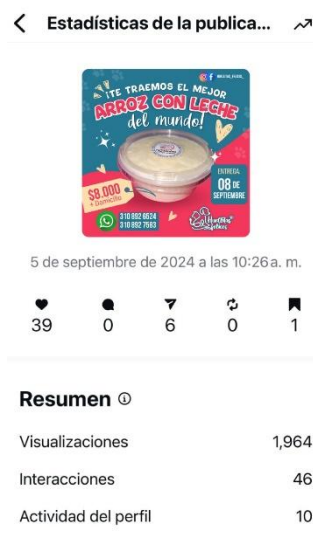 Estadísticas de la publica...
¡TE TRAEMOS EL MEJOR
ARROZ CON LECHE
del mundo!
$8.000
+ Domicilio
ENTREGA
08 DE
SEPTIEMBRE
310 892 6524
310 892 7583
5 de septiembre de 2024 a las 10:26 a. m.
39 0 6 0 1
Resumen
Visualizaciones 1,964
Interacciones 46
Actividad del perfil 10